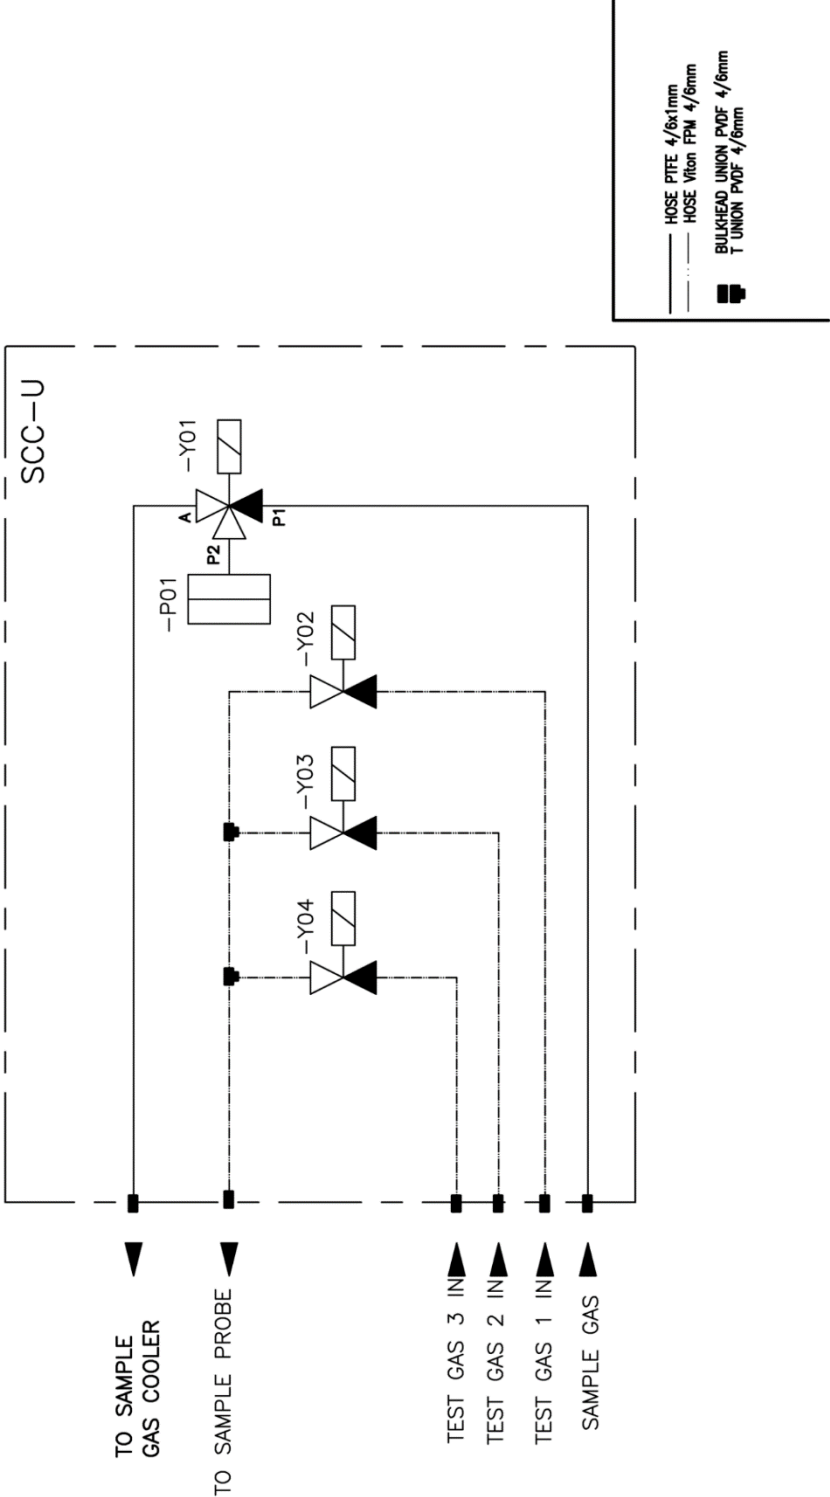 HOSE PTFE 4/6x1mm
HOSE Viton FPM 4/6mm
BULKHEAD UNION PVDF 4/6mm
T UNION PVDF 4/6mm
SCC-U
-Y01
A
P1
P2
-P01
-Y02
-Y03
-Y04
TO SAMPLE
GAS COOLER
TO SAMPLE PROBE
TEST GAS 3 IN
TEST GAS 2 IN
TEST GAS 1 IN
SAMPLE GAS